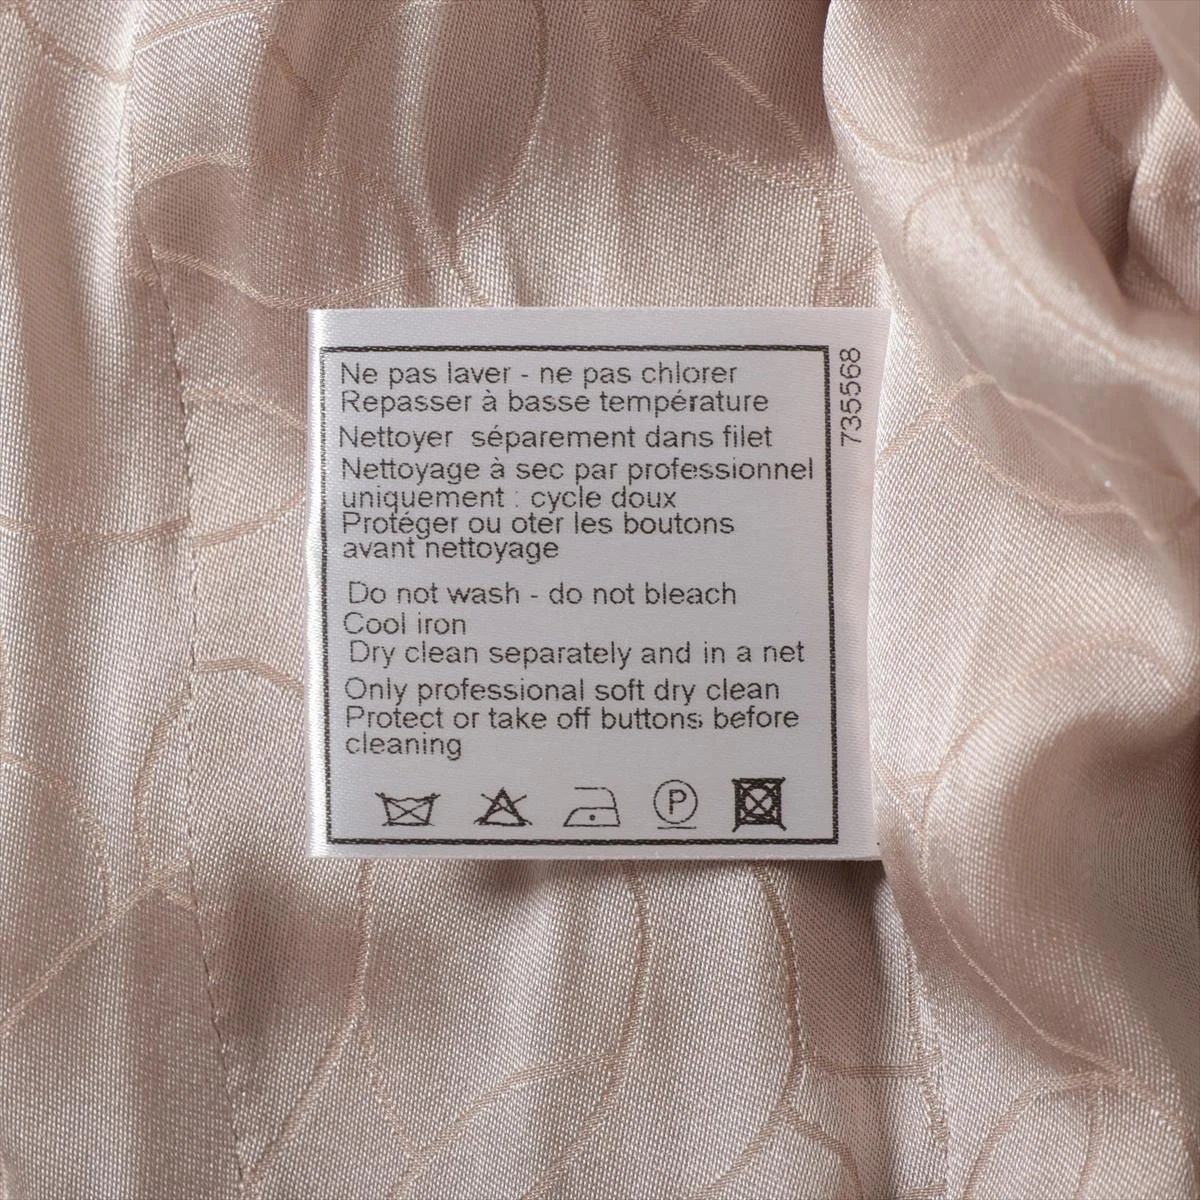 Ne pas laver - ne pas chlorer
Repasser à basse température
Nettoyer séparement dans filet
Nettoyage à sec par professionnel
uniquement : cycle doux
Protéger ou oter les boutons
avant nettoyage
Do not wash - do not bleach
Cool iron
Dry clean separately and in a net
Only professional soft dry clean
Protect or take off buttons before
cleaning
P
735568